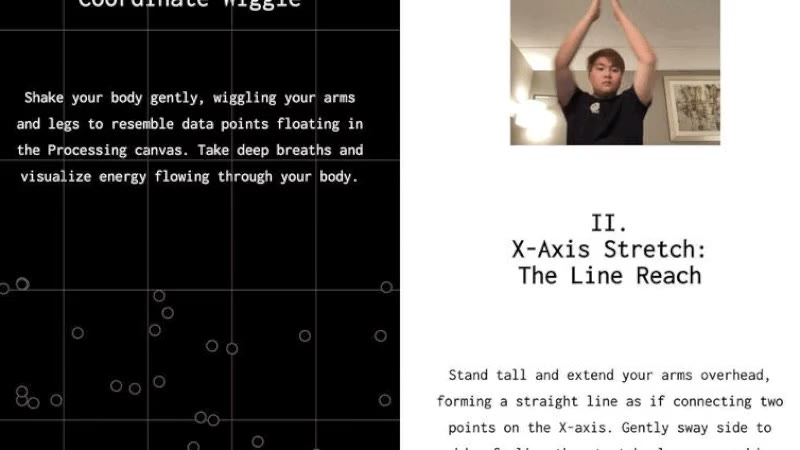 Coordinate Wiggle
Shake your body gently, wiggling your arms
and legs to resemble data points floating in
the Processing canvas. Take deep breaths and
visualize energy flowing through your body.
II.
X-Axis Stretch:
The Line Reach
Stand tall and extend your arms overhead,
forming a straight line as if connecting two
points on the X-axis. Gently sway side to